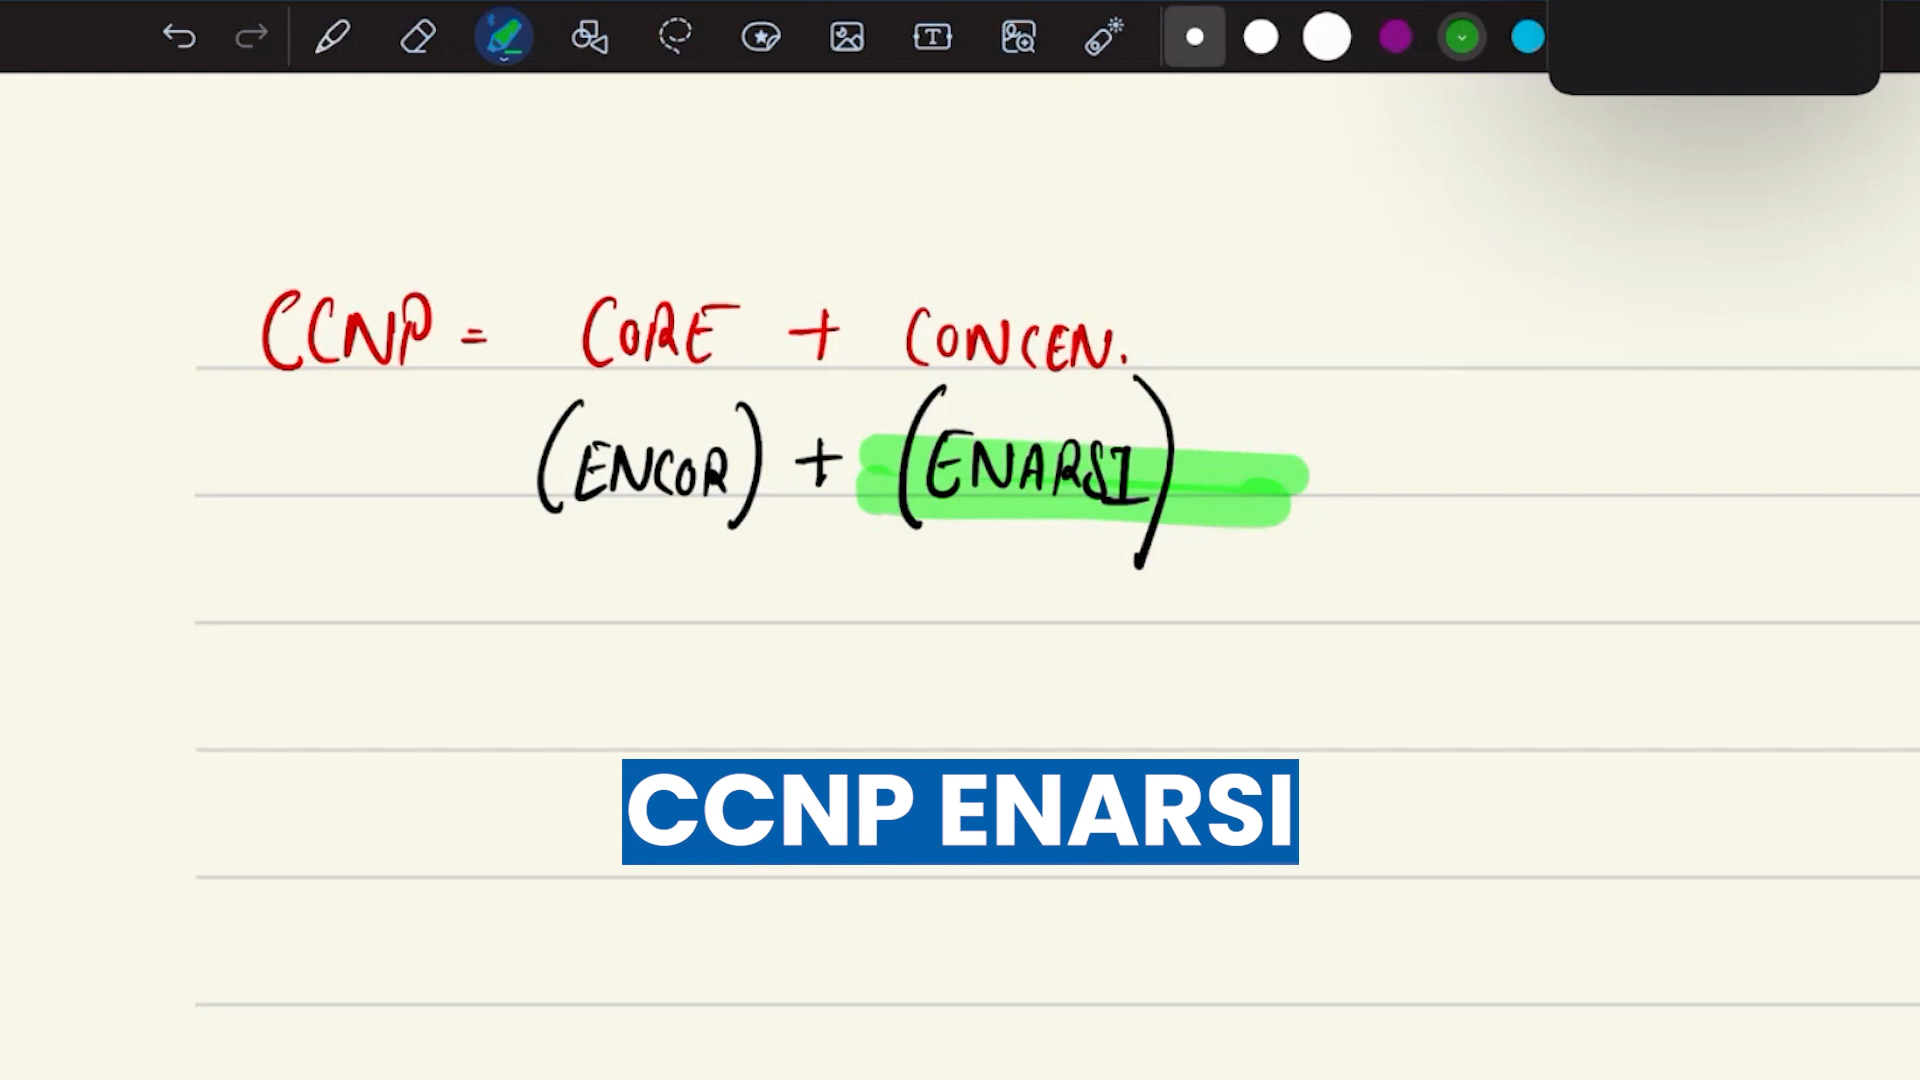 CCNP = CORE + CONCEN.
(ENCOR) + (ENARSI)
CCNP ENARSI